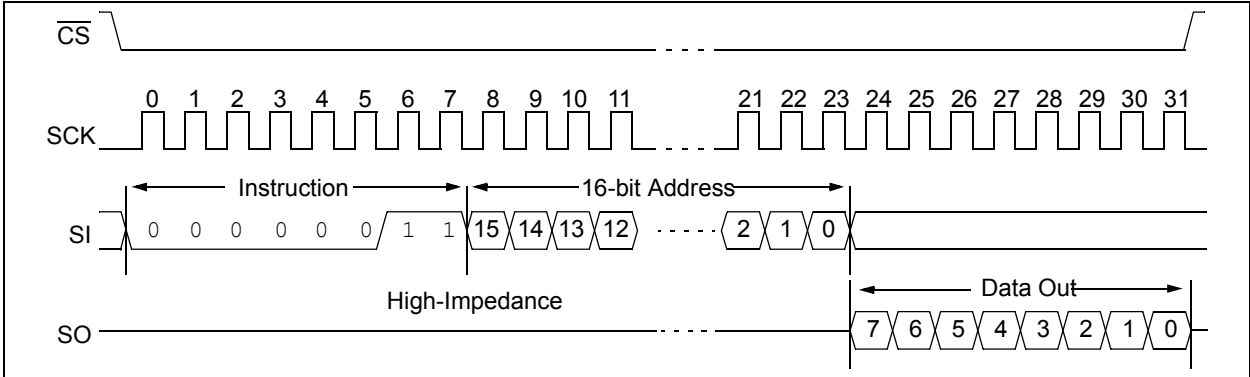 CS
0 1 2 3 4 5 6 7 8 9 10 11 21 22 23 24 25 26 27 28 29 30 31
SCK
Instruction 16-bit Address
SI 0 0 0 0 0 0 1 1 15 14 13 12 2 1 0
High-Impedance Data Out
SO 7 6 5 4 3 2 1 0